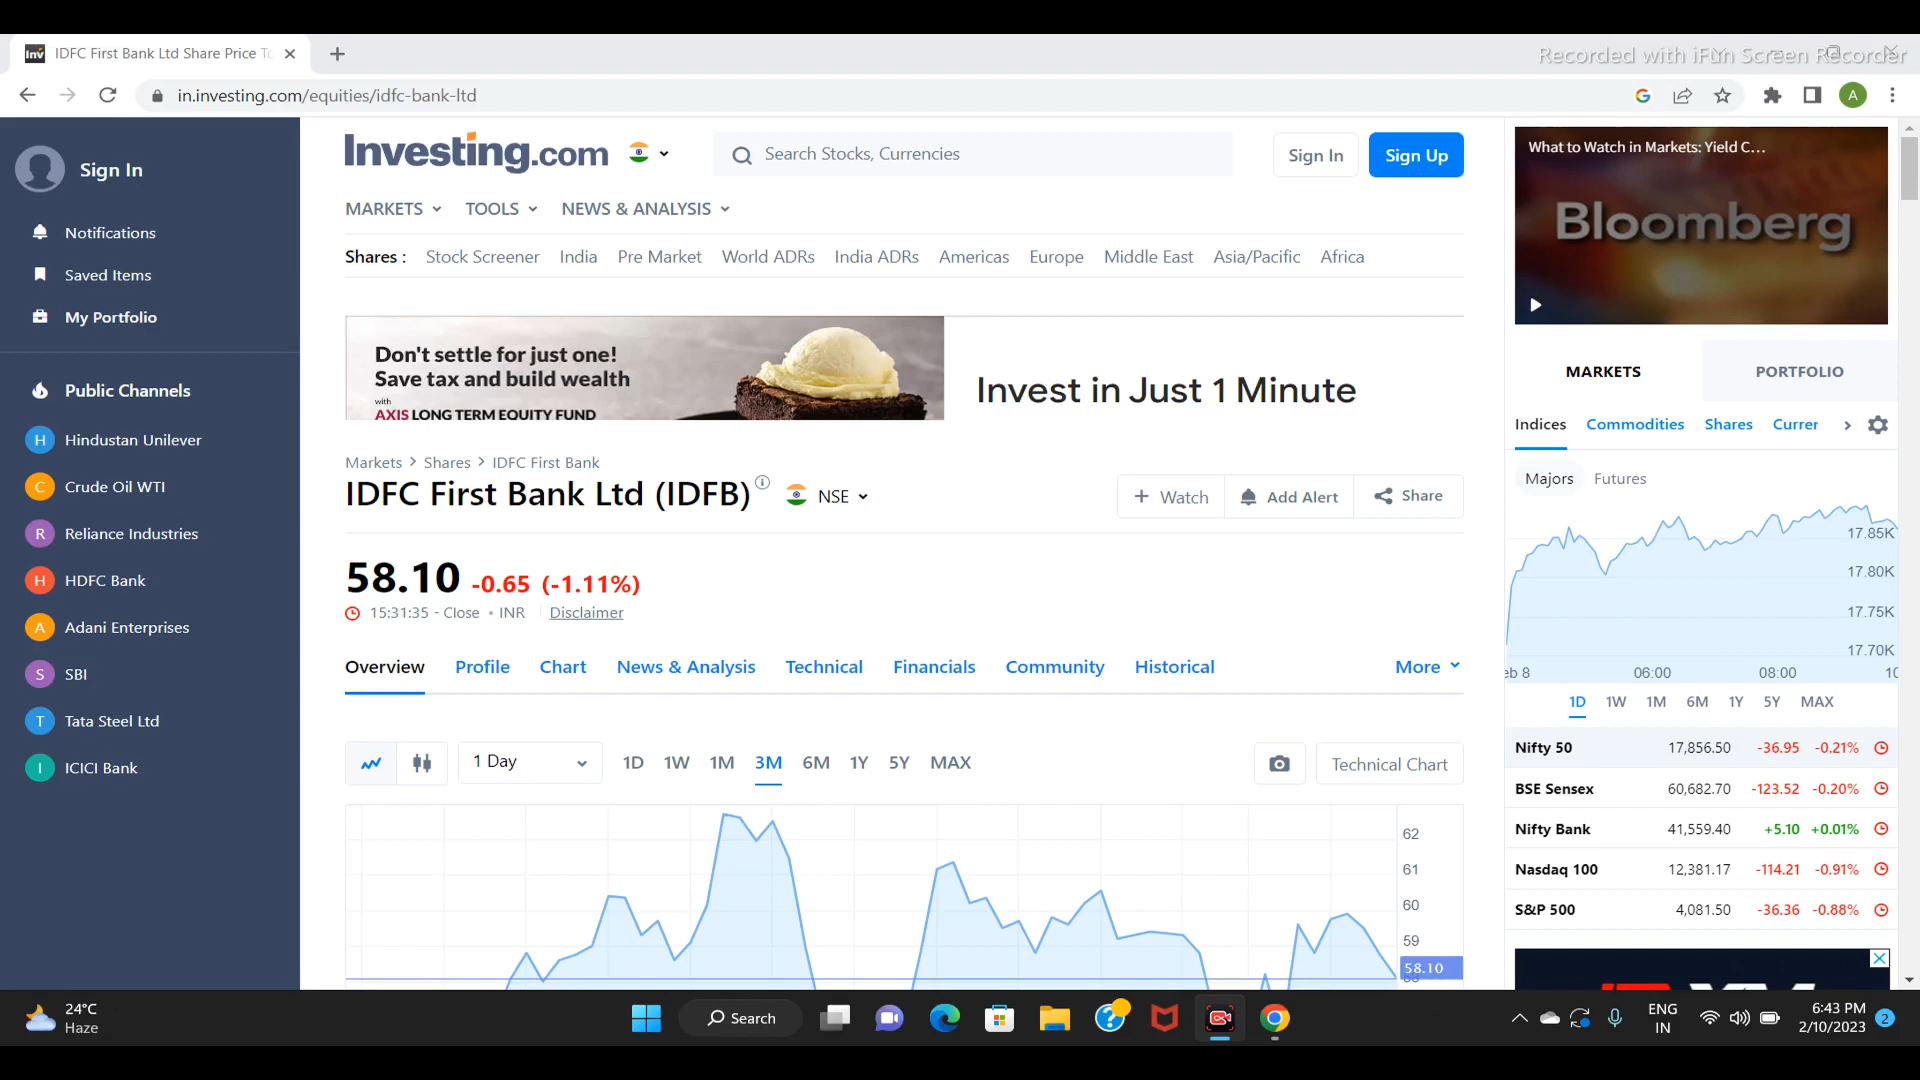 IDFC First Bank Ltd Share Price To
Recorded with iFun Screen Recorder
in.investing.com/equities/idfc-bank-ltd
A
Sign In
Notifications
Saved Items
My Portfolio
Public Channels
H Hindustan Unilever
C Crude Oil WTI
R Reliance Industries
H HDFC Bank
A Adani Enterprises
S SBI
T Tata Steel Ltd
I ICICI Bank
Investing.com
Search Stocks, Currencies
Sign In
Sign Up
MARKETS TOOLS NEWS & ANALYSIS
Shares : Stock Screener India Pre Market World ADRs India ADRs Americas Europe Middle East Asia/Pacific Africa
Don't settle for just one!
Save tax and build wealth
with
AXIS LONG TERM EQUITY FUND
Invest in Just 1 Minute
Markets > Shares > IDFC First Bank
IDFC First Bank Ltd (IDFB) NSE
+ Watch Add Alert Share
58.10 -0.65 (-1.11%)
15:31:35 - Close • INR Disclaimer
Overview Profile Chart News & Analysis Technical Financials Community Historical More
1 Day 1D 1W 1M 3M 6M 1Y 5Y MAX Technical Chart
62
61
60
59
58.10
What to Watch in Markets: Yield C...
Bloomberg
MARKETS PORTFOLIO
Indices Commodities Shares Curren
Majors Futures
17.85K
17.80K
17.75K
17.70K
eb 8 06:00 08:00 10
1D 1W 1M 6M 1Y 5Y MAX
Nifty 50 17,856.50 -36.95 -0.21%
BSE Sensex 60,682.70 -123.52 -0.20%
Nifty Bank 41,559.40 +5.10 +0.01%
Nasdaq 100 12,381.17 -114.21 -0.91%
S&P 500 4,081.50 -36.36 -0.88%
24°C
Haze
Search
ENG
IN
6:43 PM
2/10/2023
2